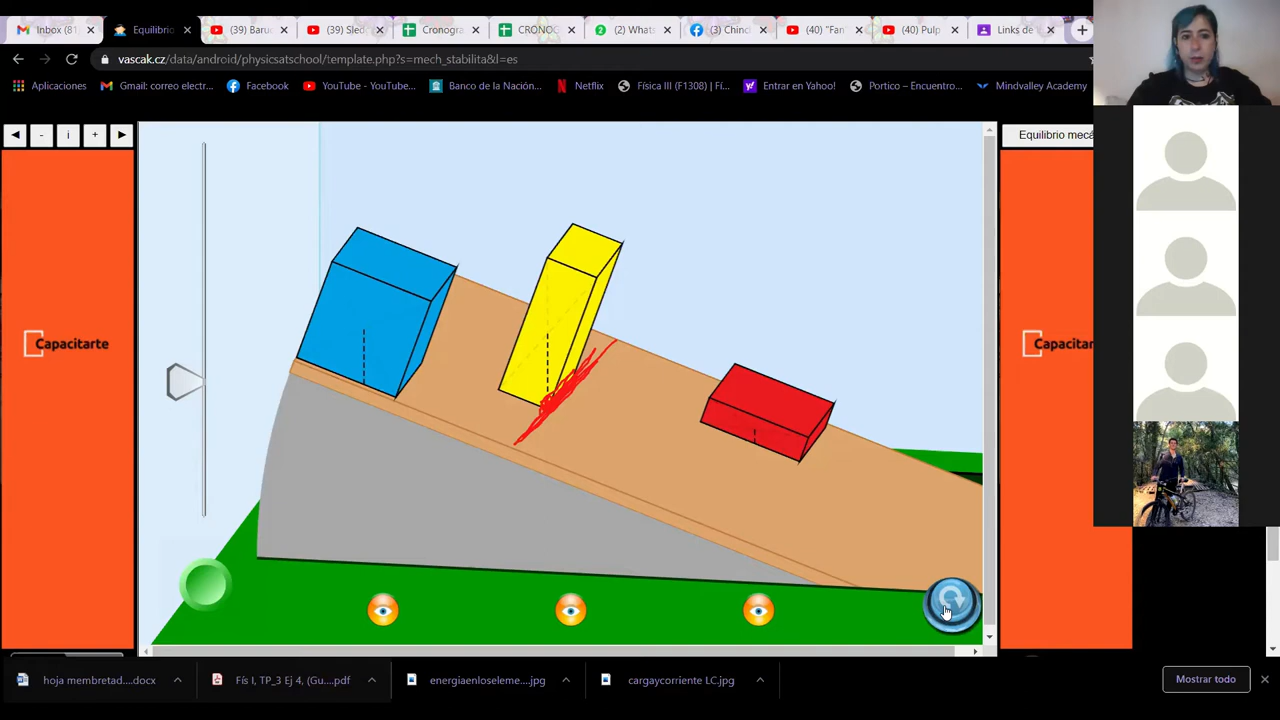 Inbox (81
Equilibrio
(39) Baru
(39) Sled
Cronogra
CRONOG
(2) Whats
(3) Chincl
(40) "Fan
(40) Pulp
Links de l
vascak.cz/data/android/physicsatschool/template.php?s=mech_stabilita&l=es
Aplicaciones
Gmail: correo electr...
Facebook
YouTube - YouTube...
Banco de la Nación...
Netflix
Física III (F1308) | Fí...
Entrar en Yahoo!
Portico – Encuentro...
Mindvalley Academy
- i +
Equilibrio mecá
Capacitarte
Capacitart
hoja membretad....docx
Fís I, TP_3 Ej 4, (Gu....pdf
energiaenloseleme....jpg
cargaycorriente LC.jpg
Mostrar todo